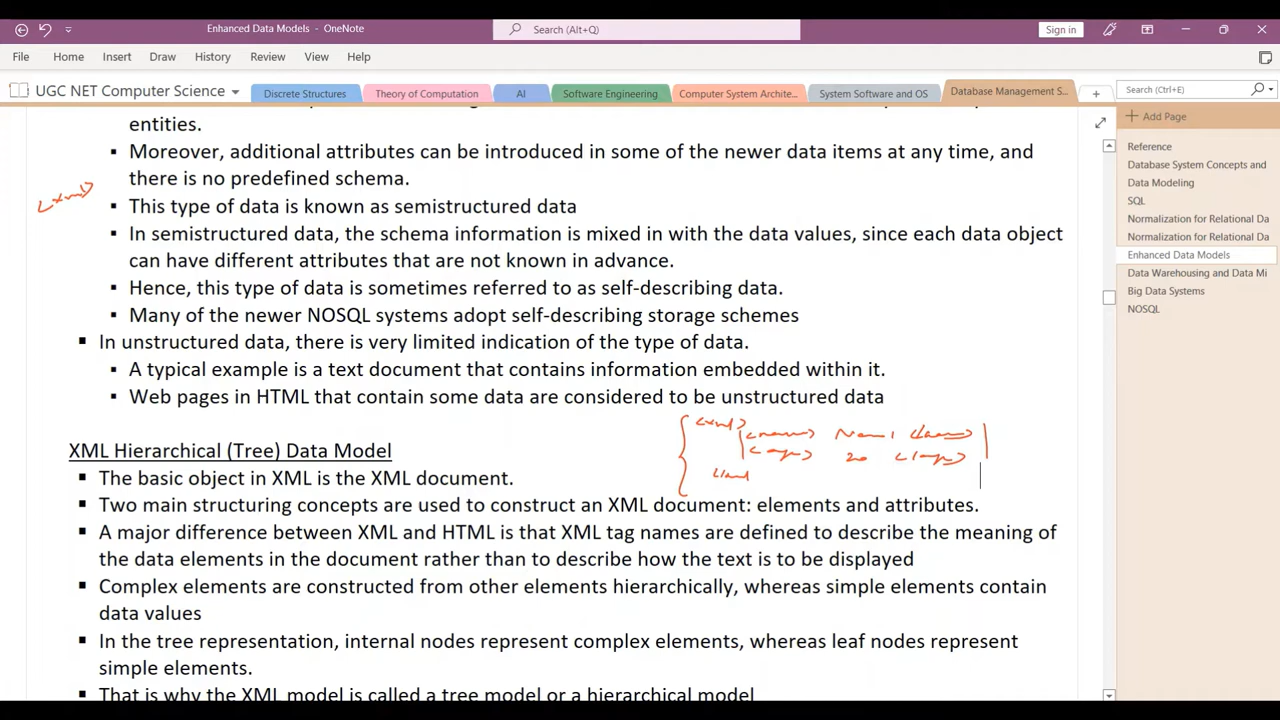 Enhanced Data Models - OneNote
Search (Alt+Q)
Sign in
File Home Insert Draw History Review View Help
UGC NET Computer Science
Discrete Structures
Theory of Computation
AI
Software Engineering
Computer System Archite...
System Software and OS
Database Management S...
Search (Ctrl+E)
entities.
▪ Moreover, additional attributes can be introduced in some of the newer data items at any time, and
there is no predefined schema.
<xml>
▪ This type of data is known as semistructured data
▪ In semistructured data, the schema information is mixed in with the data values, since each data object
can have different attributes that are not known in advance.
▪ Hence, this type of data is sometimes referred to as self-describing data.
▪ Many of the newer NOSQL systems adopt self-describing storage schemes
▪ In unstructured data, there is very limited indication of the type of data.
▪ A typical example is a text document that contains information embedded within it.
▪ Web pages in HTML that contain some data are considered to be unstructured data
<xml>
<name>
20
XML Hierarchical (Tree) Data Model
▪ The basic object in XML is the XML document.
▪ Two main structuring concepts are used to construct an XML document: elements and attributes.
▪ A major difference between XML and HTML is that XML tag names are defined to describe the meaning of
the data elements in the document rather than to describe how the text is to be displayed
▪ Complex elements are constructed from other elements hierarchically, whereas simple elements contain
data values
▪ In the tree representation, internal nodes represent complex elements, whereas leaf nodes represent
simple elements.
▪ That is why the XML model is called a tree model or a hierarchical model
Add Page
Reference
Database System Concepts and
Data Modeling
SQL
Normalization for Relational Da
Normalization for Relational Da
Enhanced Data Models
Data Warehousing and Data Mi
Big Data Systems
NOSQL